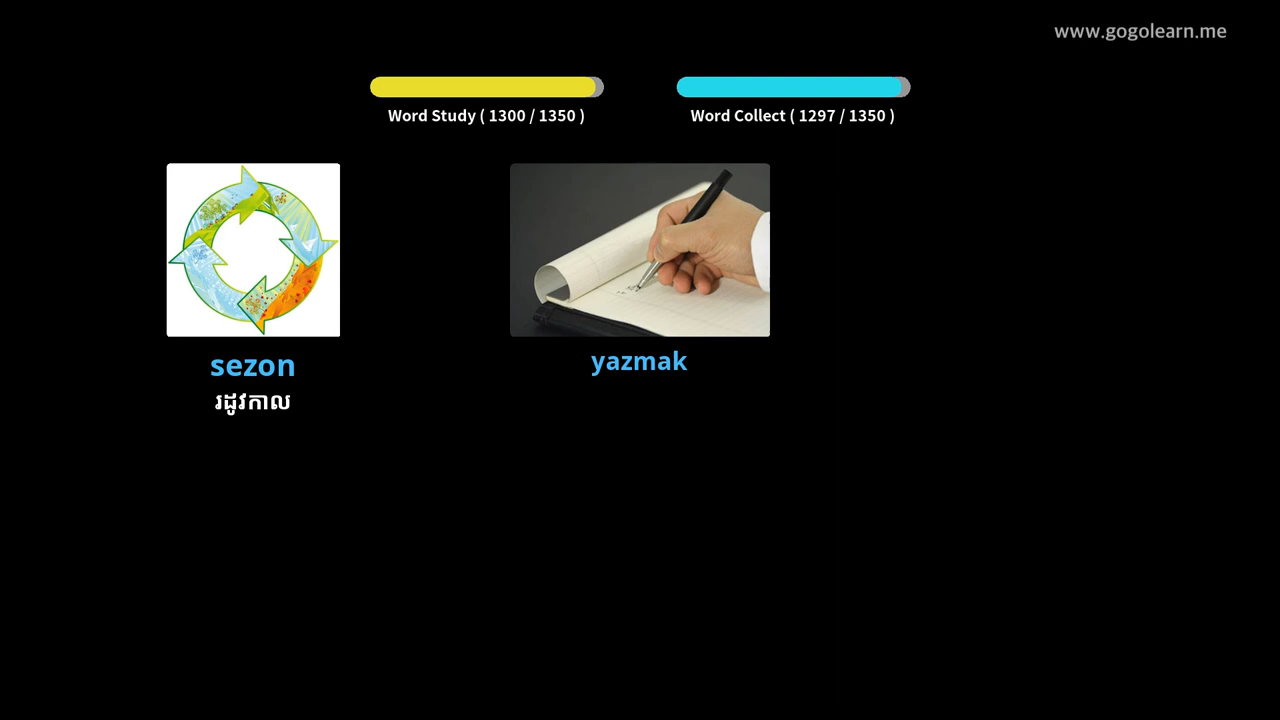 www.gogolearn.me
Word Study ( 1300 / 1350 )
Word Collect ( 1297 / 1350 )
sezon
រដូវកាល
yazmak